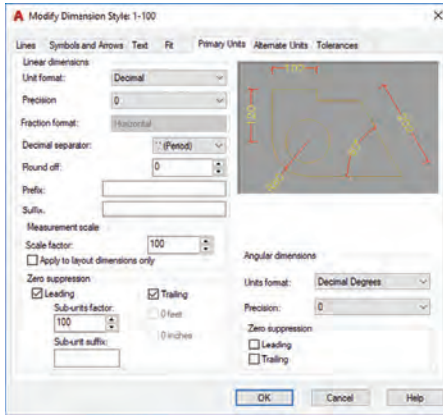 A Modify Dimension Style: 1-100
Lines Symbols and Arrows Text Fit Primary Units Alternate Units Tolerances
Linear dimensions
Unit format: Decimal
Precision 0
Fraction format: Horizontal
Decimal separator: '.' (Period)
Round off: 0
Prefix:
Suffix:
Measurement scale
Scale factor: 100
Apply to layout dimensions only
Zero suppression
Leading Trailing
Sub-units factor: 0 feet
100
0 inches
Sub-unit suffix:
Angular dimensions
Units format: Decimal Degrees
Precision: 0
Zero suppression
Leading
Trailing
OK Cancel Help